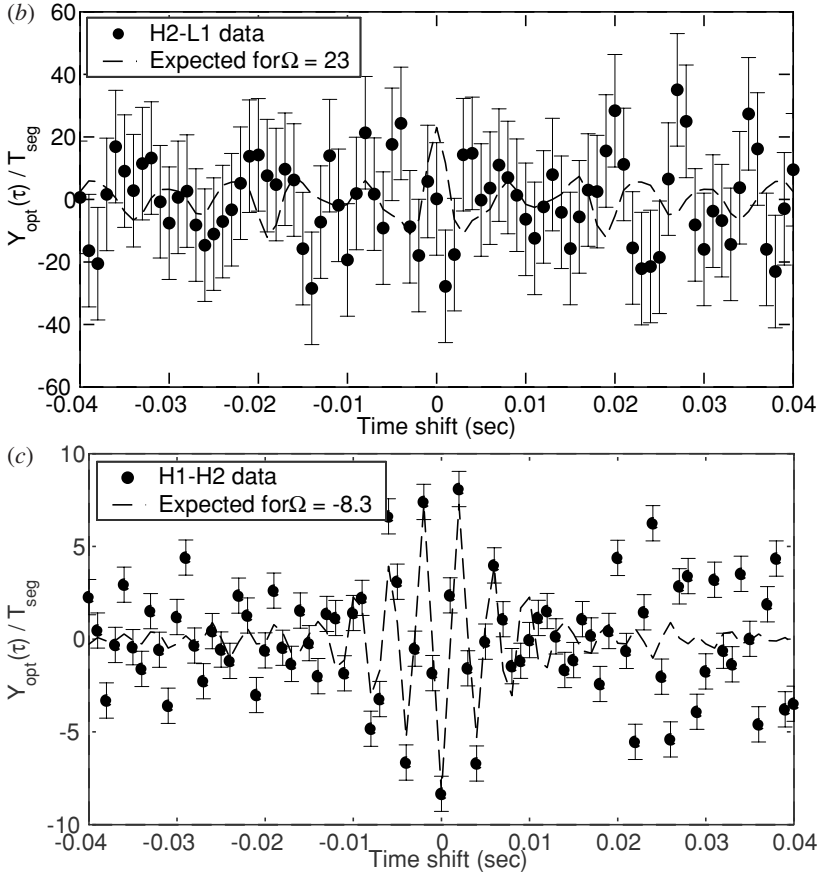 (b)
60
40
20
0
-20
-40
-60
Y_opt(τ) / T_seg
H2-L1 data
Expected forΩ = 23
-0.04 -0.03 -0.02 -0.01 0 0.01 0.02 0.03 0.04
Time shift (sec)
(c)
10
5
0
-5
-10
Y_opt(τ) / T_seg
H1-H2 data
Expected forΩ = -8.3
-0.04 -0.03 -0.02 -0.01 0 0.01 0.02 0.03 0.04
Time shift (sec)